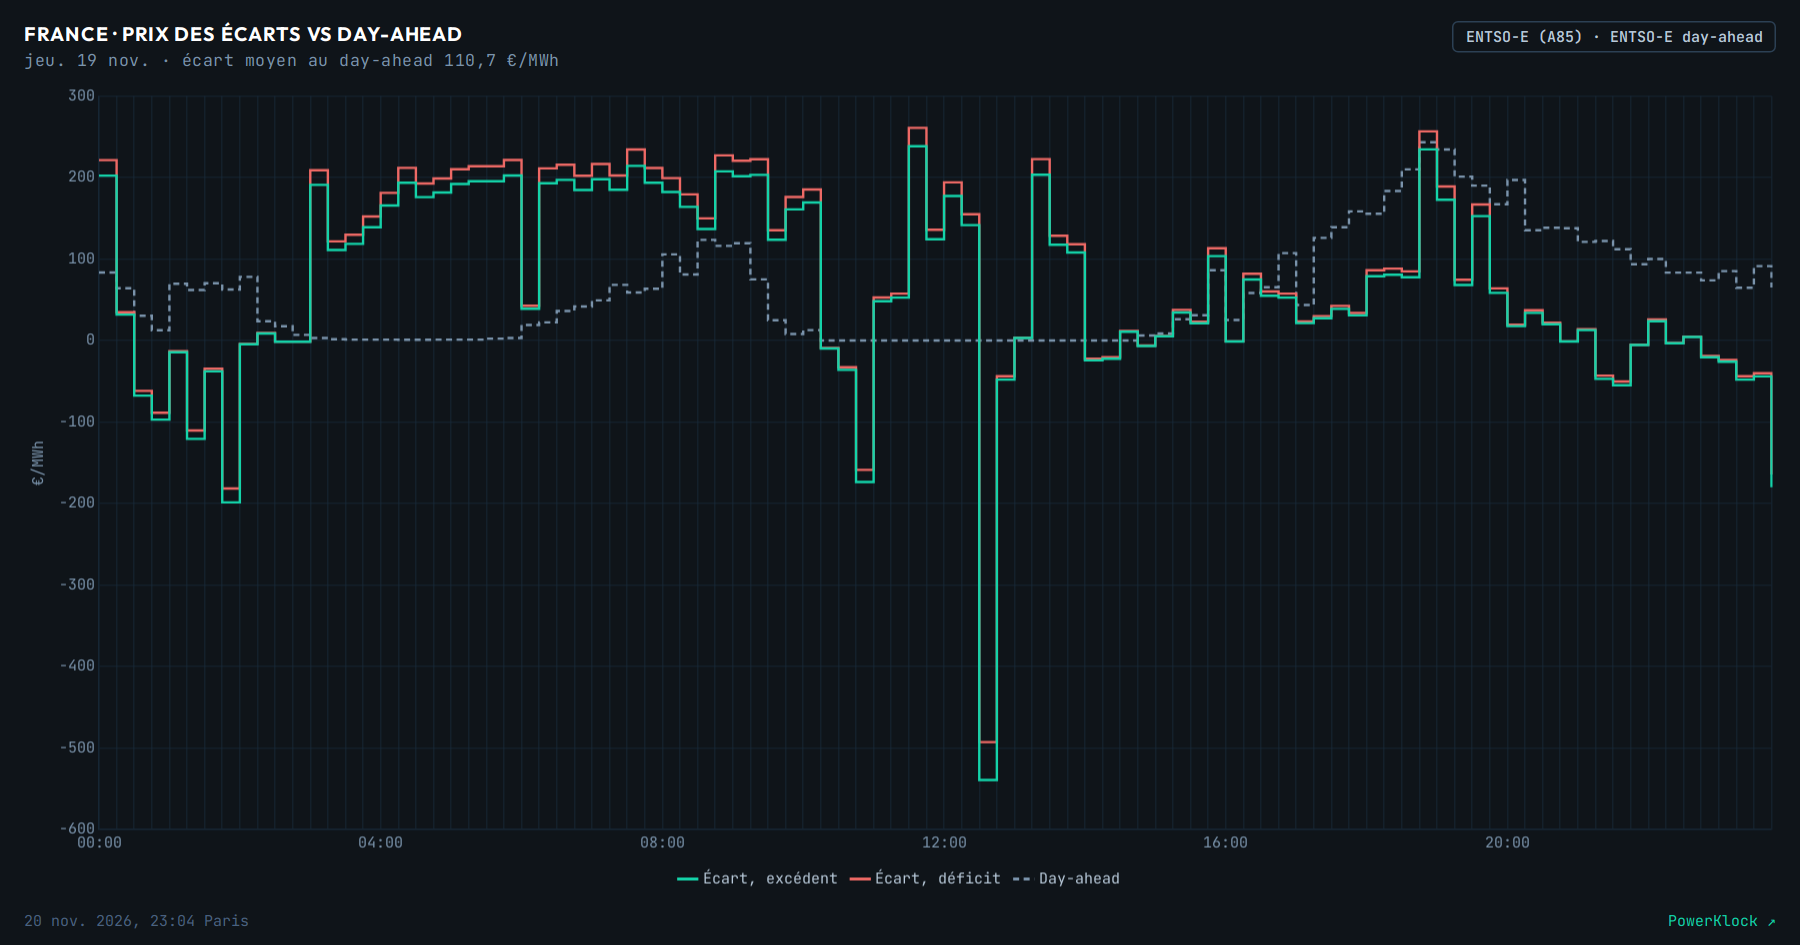 FRANCE · PRIX DES ÉCARTS VS DAY-AHEAD
jeu. 19 nov. · écart moyen au day-ahead 110,7 €/MWh
ENTSO-E (A85) · ENTSO-E day-ahead
300
200
100
0
-100
-200
-300
-400
-500
-600
€/MWh
00:00
04:00
08:00
12:00
16:00
20:00
Écart, excédent
Écart, déficit
Day-ahead
20 nov. 2026, 23:04 Paris
PowerKlock ↗